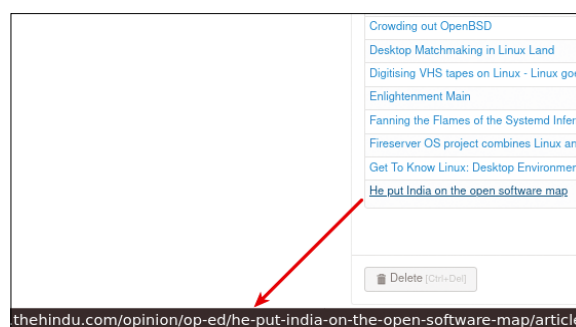 Crowding out OpenBSD
Desktop Matchmaking in Linux Land
Digitising VHS tapes on Linux - Linux goe
Enlightenment Main
Fanning the Flames of the Systemd Infer
Fireserver OS project combines Linux an
Get To Know Linux: Desktop Environmen
He put India on the open software map
Delete [Ctrl+Del]
.thehindu.com/opinion/op-ed/he-put-india-on-the-open-software-map/article